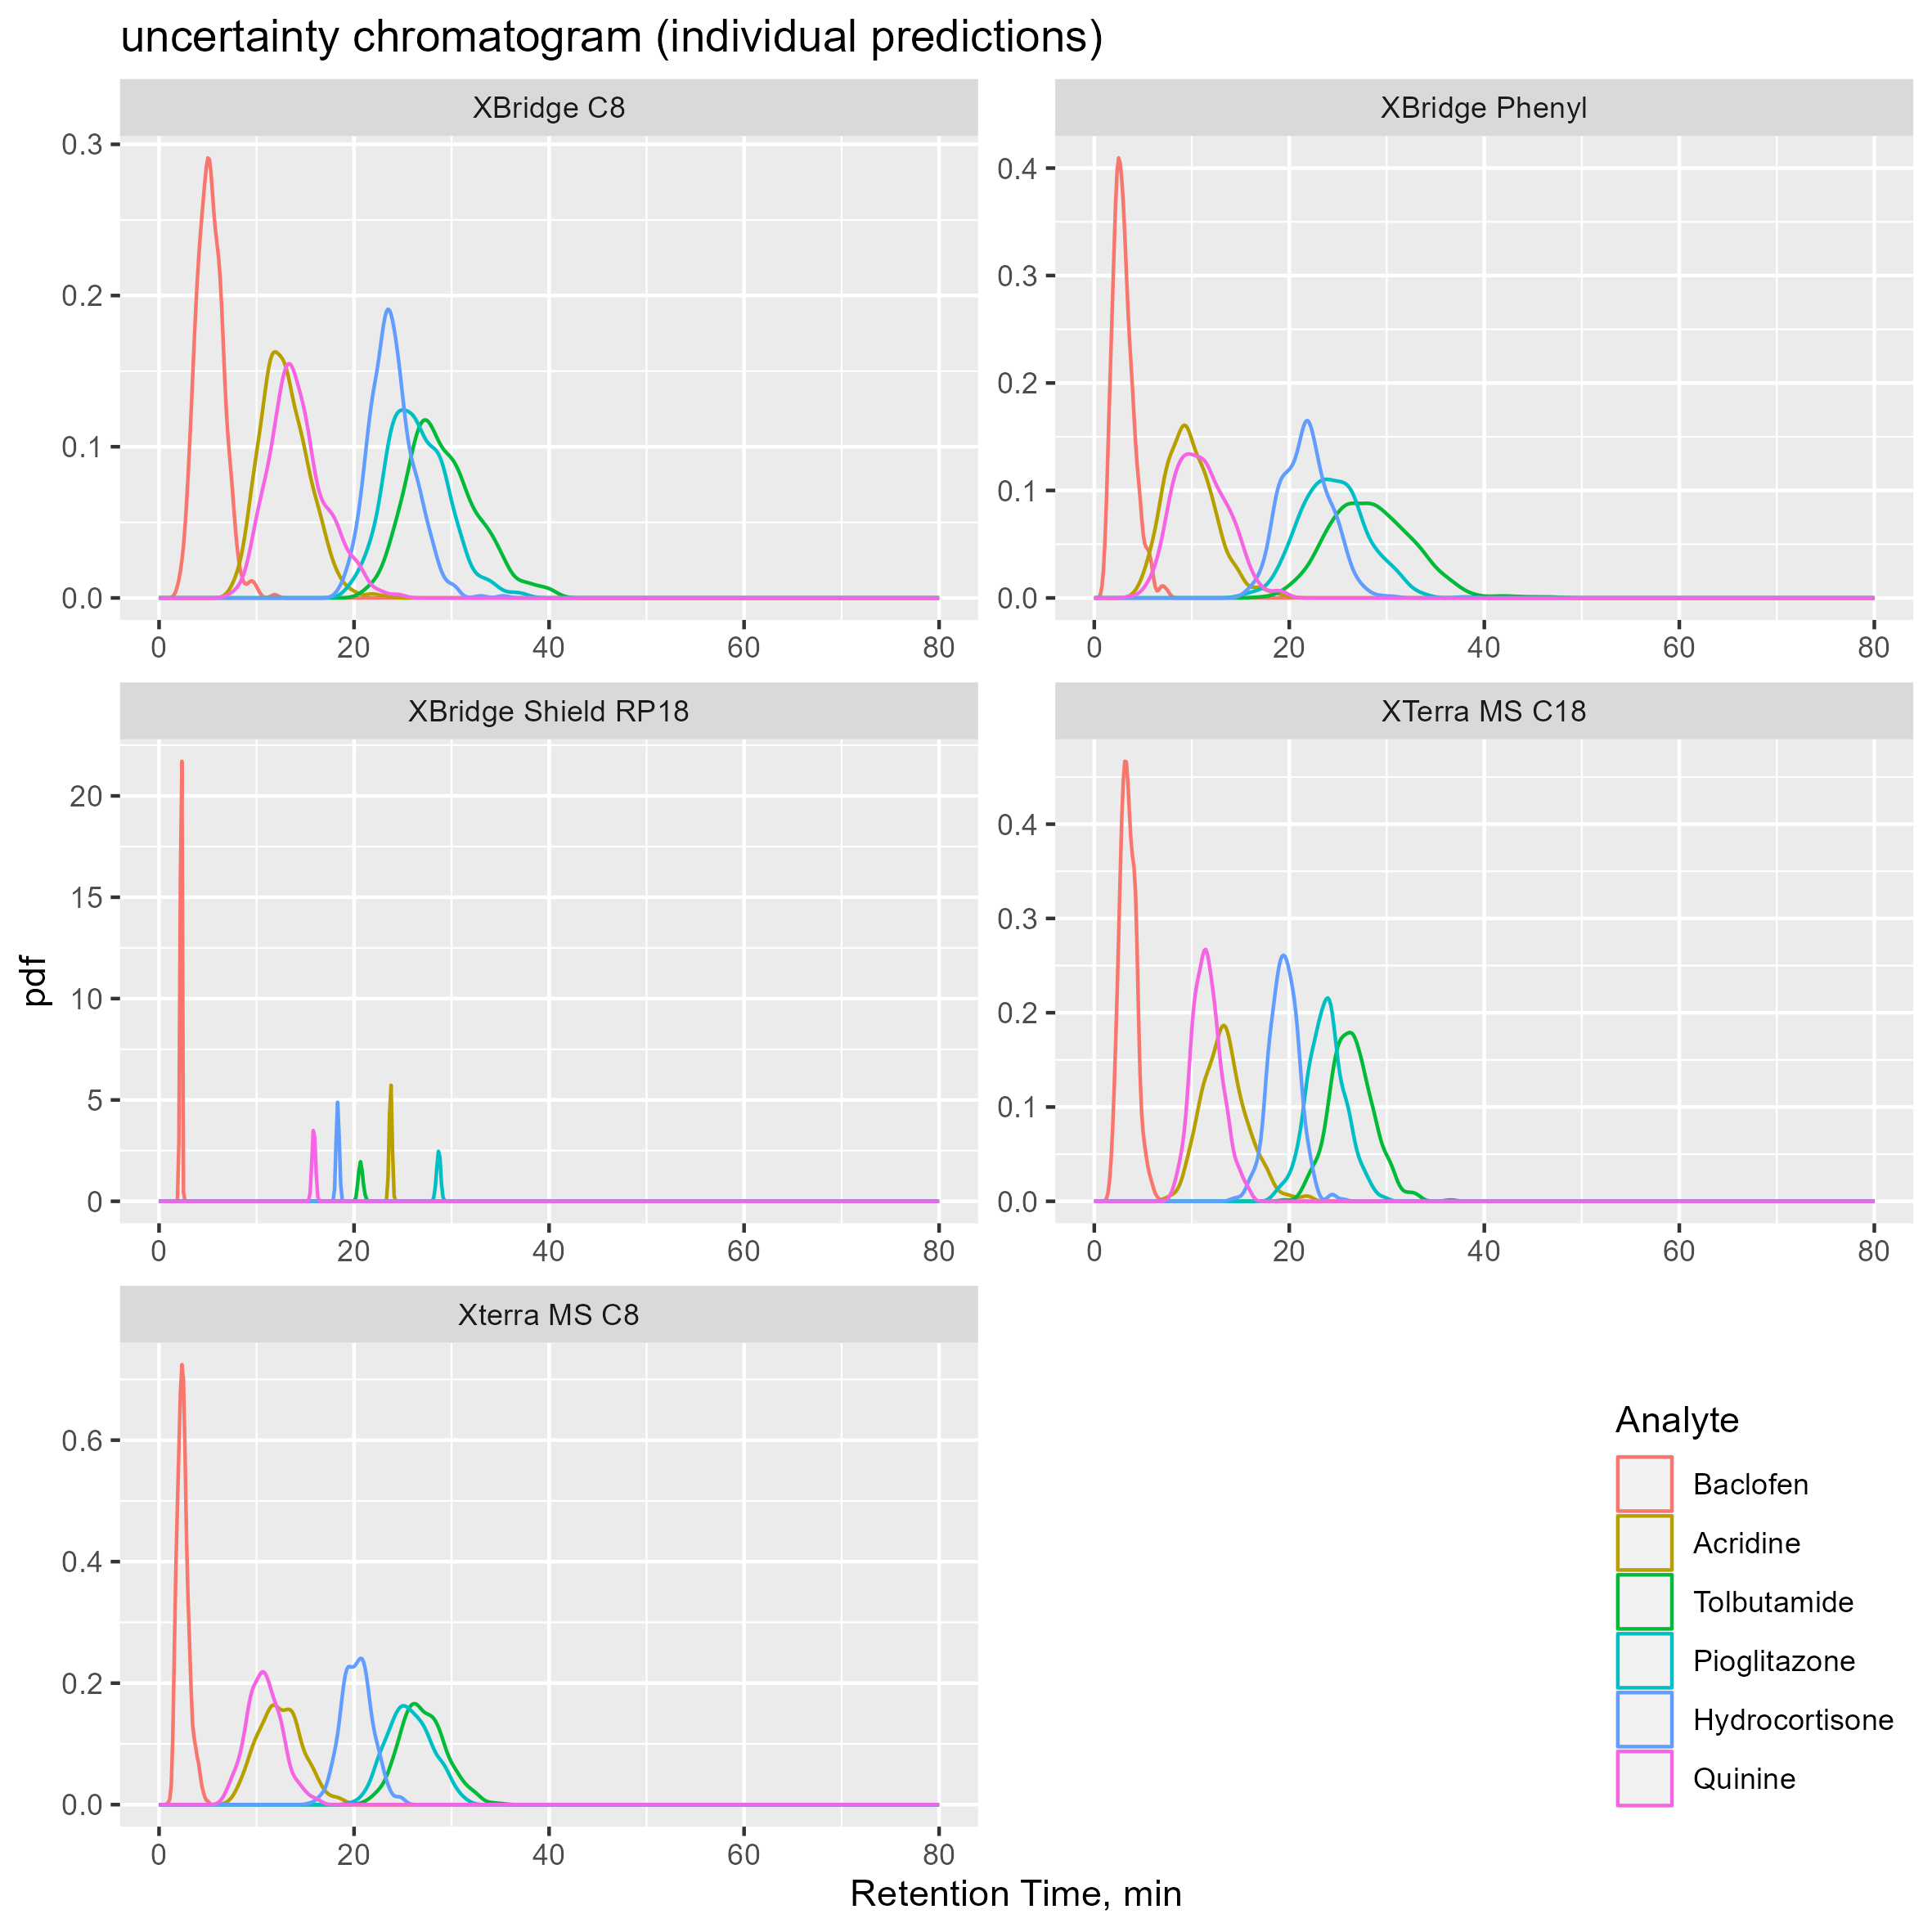 uncertainty chromatogram (individual predictions)
XBridge C8
0.3
0.2
0.1
0.0
0 20 40 60 80
XBridge Phenyl
0.4
0.3
0.2
0.1
0.0
0 20 40 60 80
XBridge Shield RP18
20
15
10
5
0
0 20 40 60 80
XTerra MS C18
0.4
0.3
0.2
0.1
0.0
0 20 40 60 80
Xterra MS C8
0.6
0.4
0.2
0.0
0 20 40 60 80
pdf
Retention Time, min
Analyte
Baclofen
Acridine
Tolbutamide
Pioglitazone
Hydrocortisone
Quinine